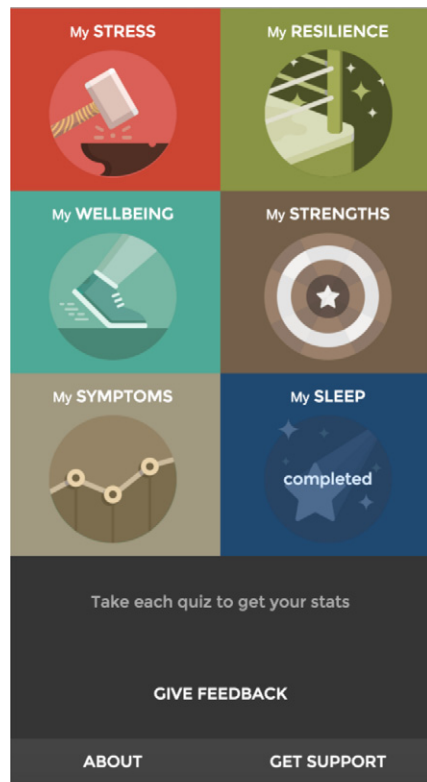 My STRESS
My RESILIENCE
My WELLBEING
My STRENGTHS
My SYMPTOMS
My SLEEP
completed
Take each quiz to get your stats
GIVE FEEDBACK
ABOUT
GET SUPPORT